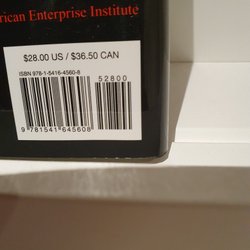 rican Enterprise Institute
$28.00 US / $36.50 CAN
ISBN 978-1-5416-4560-8
52800
9 781541 645608